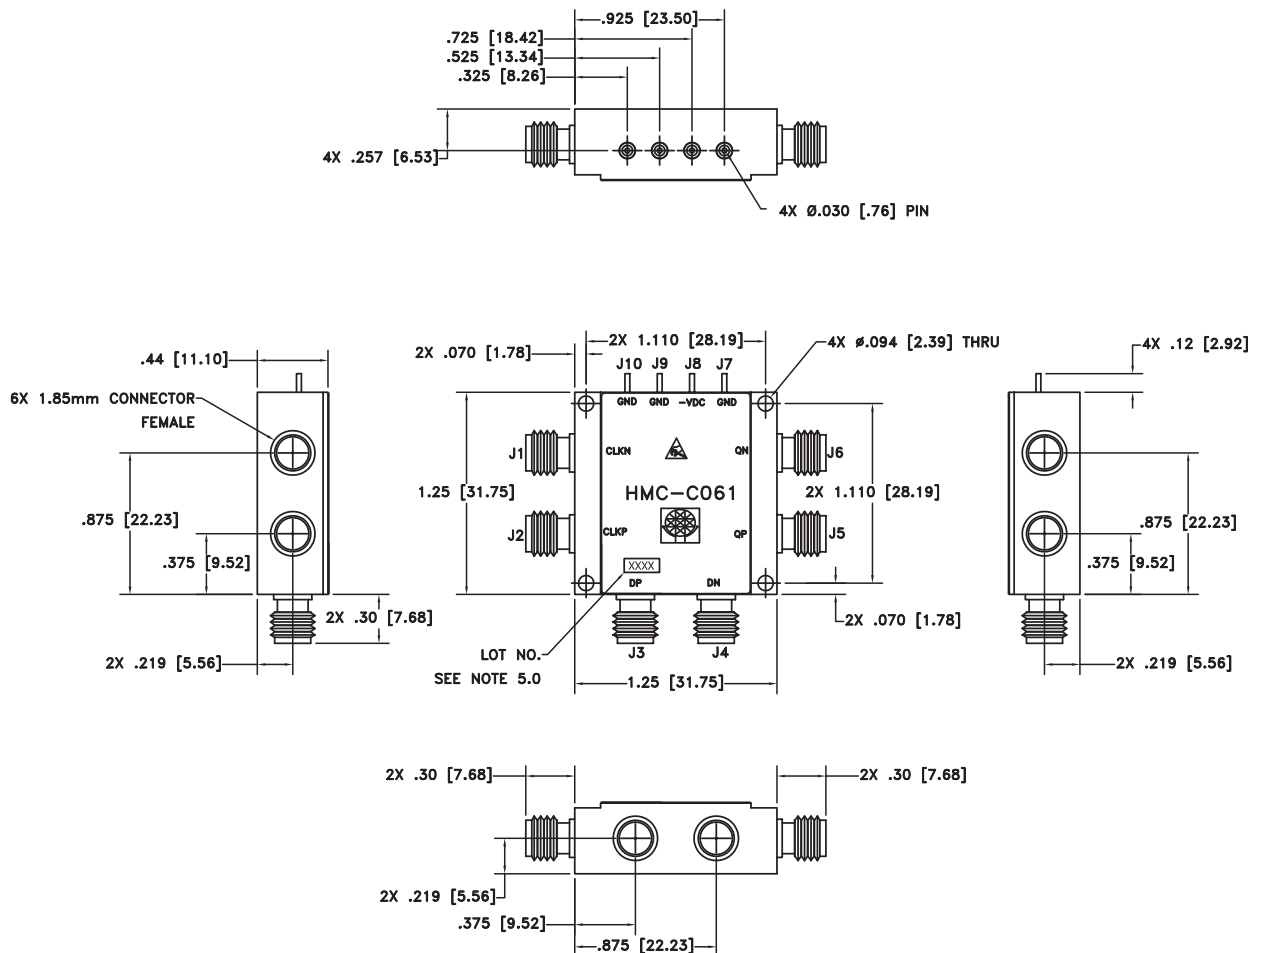 .925 [23.50]
.725 [18.42]
.525 [13.34]
.325 [8.26]
4X .257 [6.53]
4X Ø.030 [.76] PIN
2X 1.110 [28.19]
4X ø.094 [2.39] THRU
2X .070 [1.78]
.44 [11.10]
4X .12 [2.92]
J10 J9 J8 J7
GND GND -VDC GND
6X 1.85mm CONNECTOR
FEMALE
J1
CLKN
QN
J6
1.25 [31.75]
HMC-C061
2X 1.110 [28.19]
.875 [22.23]
.875 [22.23]
J2
CLKP
QP
J5
.375 [9.52]
.375 [9.52]
XXXX
DP
DN
2X .30 [7.68]
2X .070 [1.78]
J3
J4
LOT NO.
SEE NOTE 5.0
2X .219 [5.56]
2X .219 [5.56]
1.25 [31.75]
2X .30 [7.68]
2X .30 [7.68]
2X .219 [5.56]
.375 [9.52]
.875 [22.23]